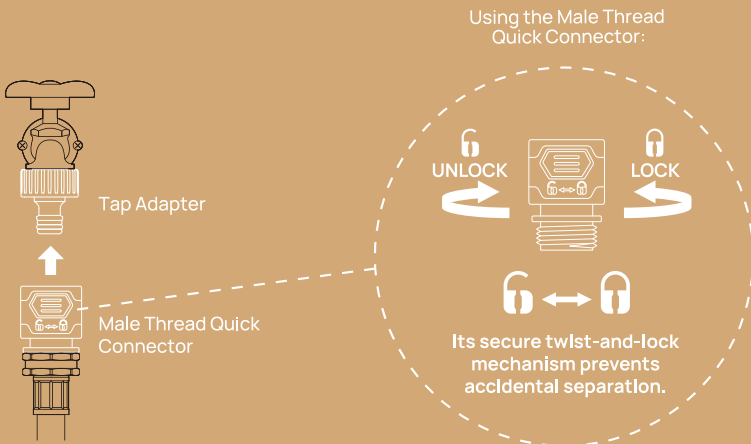 Using the Male Thread
Quick Connector:
UNLOCK
LOCK
Tap Adapter
Male Thread Quick
Connector
Its secure twist-and-lock
mechanism prevents
accidental separation.